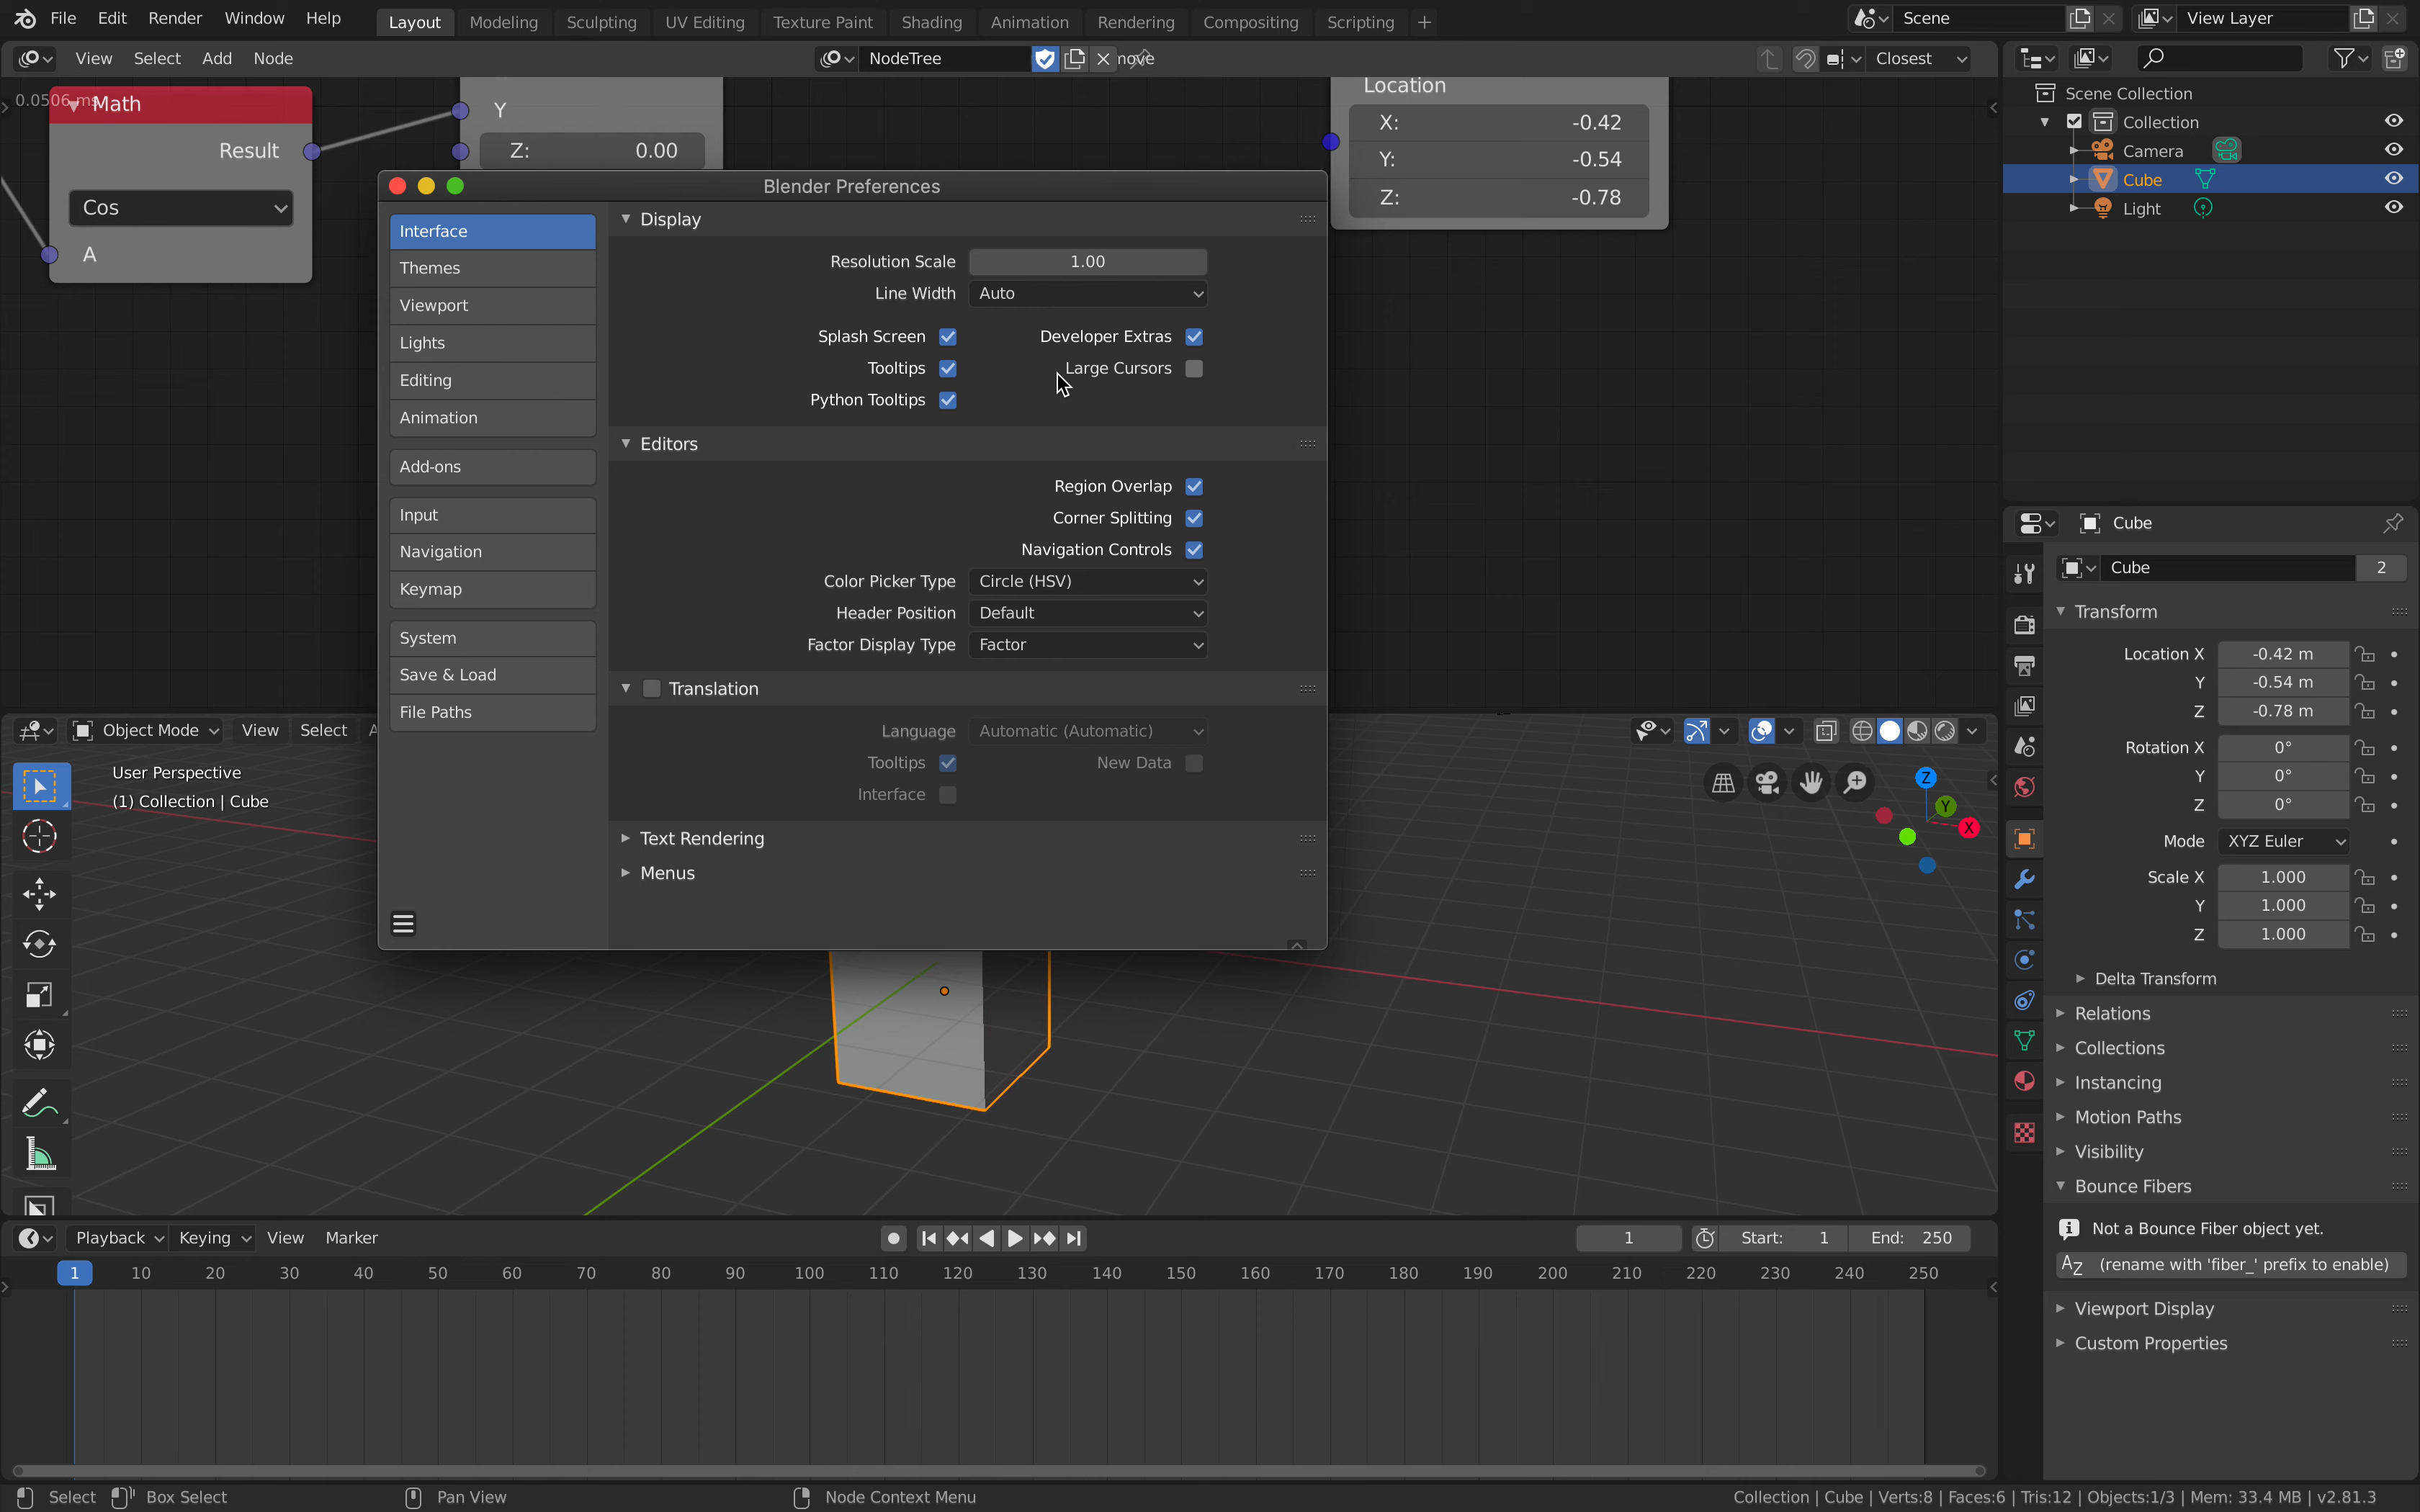 File Edit Render Window Help Layout Modeling Sculpting UV Editing Texture Paint Shading Animation Rendering Compositing Scripting + Scene View Layer
View Select Add Node NodeTree move Closest
0.0506 ms
Math
Result
Cos
A
Y
Z: 0.00
Location
X: -0.42
Y: -0.54
Z: -0.78
Blender Preferences
Interface
Themes
Viewport
Lights
Editing
Animation
Add-ons
Input
Navigation
Keymap
System
Save & Load
File Paths
Display
Resolution Scale 1.00
Line Width Auto
Splash Screen Developer Extras
Tooltips Large Cursors
Python Tooltips
Editors
Region Overlap
Corner Splitting
Navigation Controls
Color Picker Type Circle (HSV)
Header Position Default
Factor Display Type Factor
Translation
Language Automatic (Automatic)
Tooltips New Data
Interface
Text Rendering
Menus
Scene Collection
Collection
Camera
Cube
Light
Cube
Cube 2
Transform
Location X -0.42 m
Y -0.54 m
Z -0.78 m
Rotation X 0°
Y 0°
Z 0°
Mode XYZ Euler
Scale X 1.000
Y 1.000
Z 1.000
Delta Transform
Relations
Collections
Instancing
Motion Paths
Visibility
Bounce Fibers
Not a Bounce Fiber object yet.
AZ (rename with 'fiber_' prefix to enable)
Viewport Display
Custom Properties
Object Mode View Select A
User Perspective
(1) Collection | Cube
Z
Y
X
Playback Keying View Marker 1 Start: 1 End: 250
1 10 20 30 40 50 60 70 80 90 100 110 120 130 140 150 160 170 180 190 200 210 220 230 240 250
Select Box Select Pan View Node Context Menu Collection | Cube | Verts:8 | Faces:6 | Tris:12 | Objects:1/3 | Mem: 33.4 MB | v2.81.3